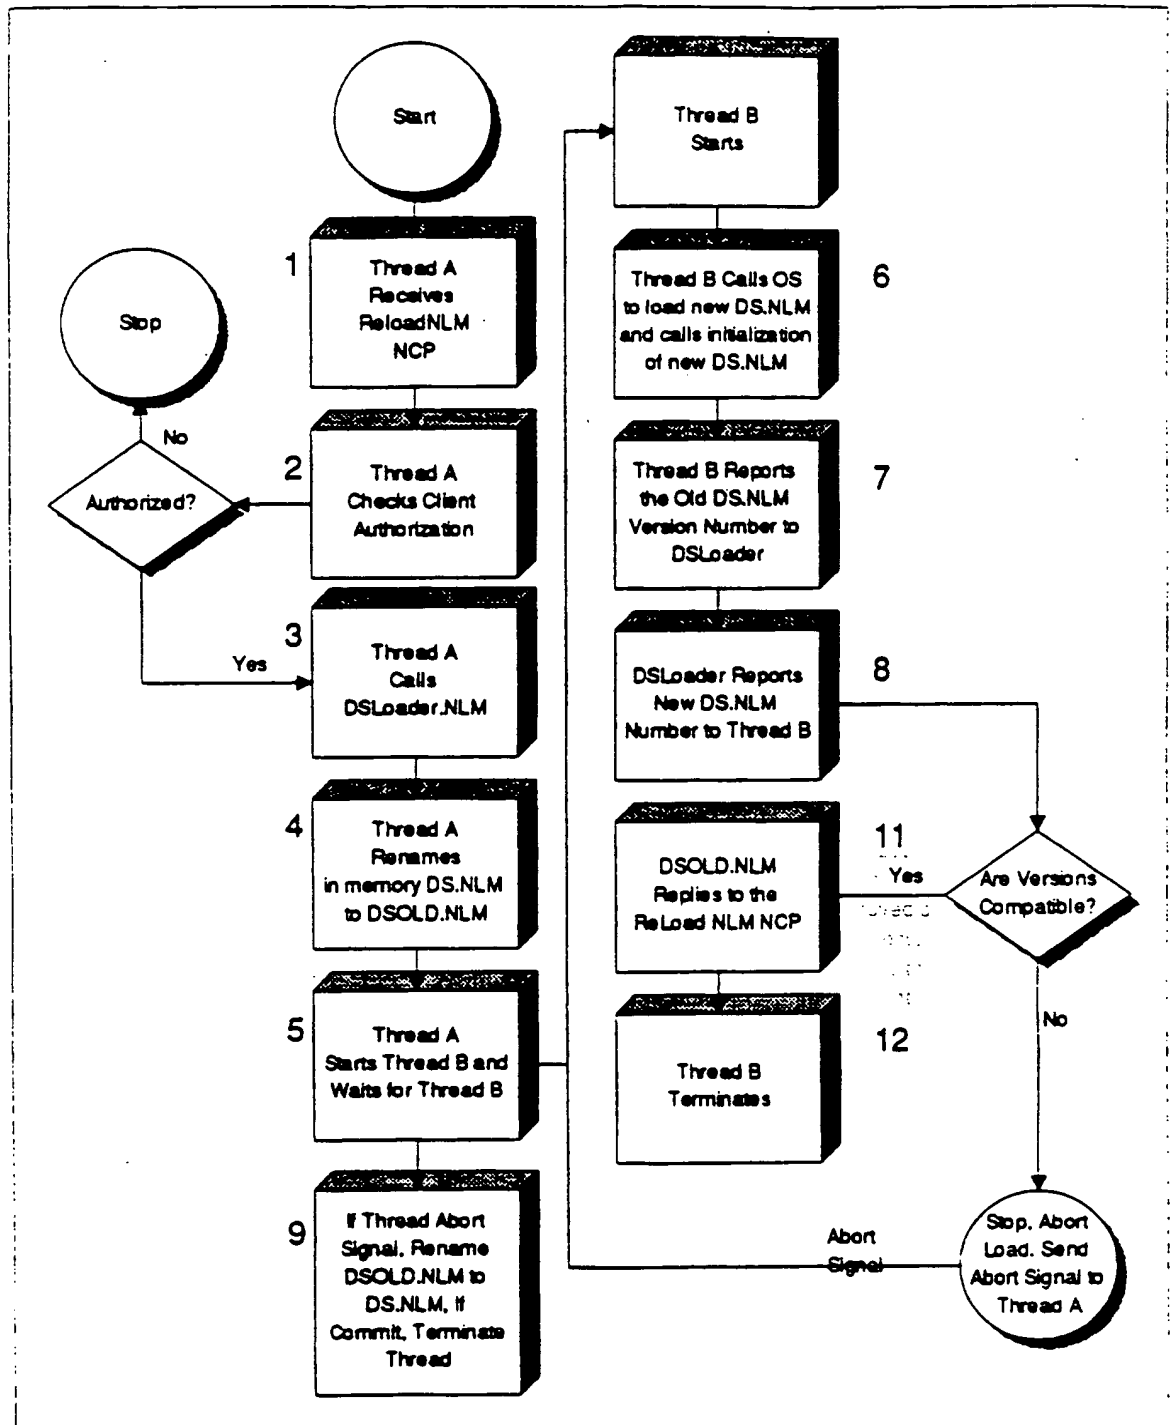 Start
1
Thread A
Receives
ReloadNLM
NCP
Stop
No
2
Thread A
Checks Client
Authorization
Authorized?
Yes
3
Thread A
Calls
DSLoader.NLM
4
Thread A
Renames
in memory DS.NLM
to DSOLD.NLM
5
Thread A
Starts Thread B and
Waits for Thread B
9
If Thread Abort
Signal, Rename
DSOLD.NLM to
DS.NLM, If
Commit, Terminate
Thread
Thread B
Starts
6
Thread B Calls OS
to load new DS.NLM
and calls initialization
of new DS.NLM
7
Thread B Reports
the Old DS.NLM
Version Number to
DSLoader
8
DSLoader Reports
New DS.NLM
Number to Thread B
Are Versions
Compatible?
Yes
11
DSOLD.NLM
Replies to the
ReLoad NLM NCP
12
Thread B
Terminates
No
Stop, Abort
Load. Send
Abort Signal to
Thread A
Abort
Signal